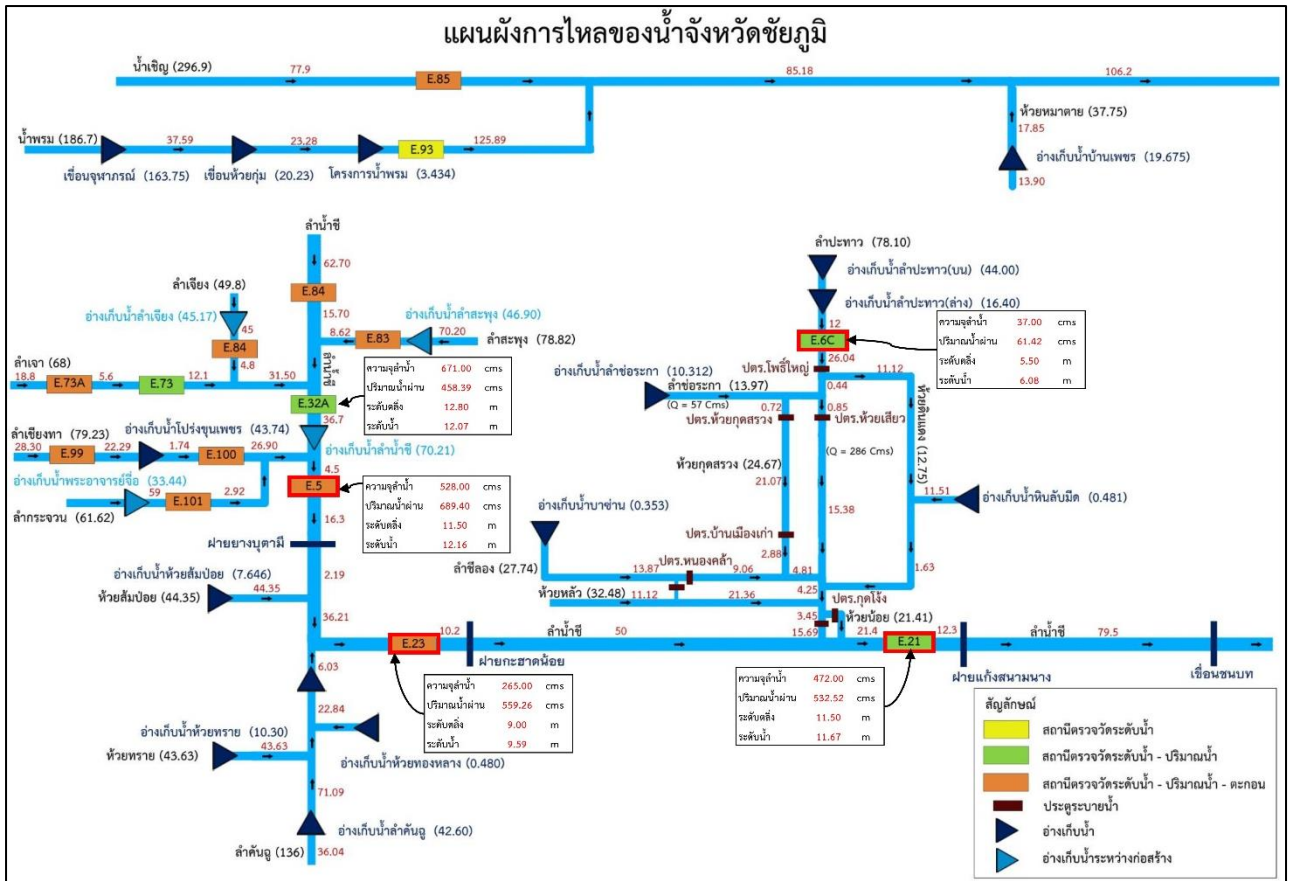 แผนผังการไหลของน้ำจังหวัดชัยภูมิ
น้ำเชิญ (296.9)
77.9
E.85
85.18
106.2
น้ำพรม (186.7)
37.59
23.28
E.93
125.89
เขื่อนจุฬาภรณ์ (163.75)
เขื่อนห้วยกุ่ม (20.23)
โครงการน้ำพรม (3.434)
ห้วยหมาตาย (37.75)
17.85
อ่างเก็บน้ำบ้านเพชร (19.675)
13.90
ลำน้ำชี
62.70
E.84
15.70
ลำเจียง (49.8)
อ่างเก็บน้ำลำเจียง (45.17)
45
E.84
4.8
8.62
E.83
อ่างเก็บน้ำลำสะพุง (46.90)
70.20
ลำสะพุง (78.82)
ลำเจา (68)
18.8
E.73A
5.6
E.73
12.1
31.50
ลำน้ำชี
E.32A
36.7
ความจุลำน้ำ 671.00 cms
ปริมาณน้ำผ่าน 458.39 cms
ระดับตลิ่ง 12.80 m
ระดับน้ำ 12.07 m
ลำเชียงทา (79.23)
28.30
E.99
22.29
อ่างเก็บน้ำโปร่งขุนเพชร (43.74)
1.74
E.100
26.90
อ่างเก็บน้ำลำน้ำชี (70.21)
4.5
อ่างเก็บน้ำพระอาจารย์จื่อ (33.44)
59
E.101
2.92
ลำกระจวน (61.62)
E.5
ความจุลำน้ำ 528.00 cms
ปริมาณน้ำผ่าน 689.40 cms
ระดับตลิ่ง 11.50 m
ระดับน้ำ 12.16 m
16.3
ฝายยางบุตามี
2.19
อ่างเก็บน้ำห้วยส้มป่อย (7.646)
ห้วยส้มป่อย (44.35)
44.35
36.21
E.23
10.2
ฝายกะฮาดน้อย
ลำน้ำชี
50
ความจุลำน้ำ 265.00 cms
ปริมาณน้ำผ่าน 559.26 cms
ระดับตลิ่ง 9.00 m
ระดับน้ำ 9.59 m
6.03
22.84
อ่างเก็บน้ำห้วยทราย (10.30)
ห้วยทราย (43.63)
43.63
อ่างเก็บน้ำห้วยทองหลาง (0.480)
71.09
อ่างเก็บน้ำลำคันฉู (42.60)
ลำคันฉู (136)
36.04
ลำปะทาว (78.10)
อ่างเก็บน้ำลำปะทาว(บน) (44.00)
อ่างเก็บน้ำลำปะทาว(ล่าง) (16.40)
12
E.6C
26.04
ความจุลำน้ำ 37.00 cms
ปริมาณน้ำผ่าน 61.42 cms
ระดับตลิ่ง 5.50 m
ระดับน้ำ 6.08 m
ปตร.โพธิ์ใหญ่
11.12
0.44
อ่างเก็บน้ำลำช่อระกา (10.312)
ลำช่อระกา (13.97)
(Q = 57 Cms)
0.72
0.85
ปตร.ห้วยกุดสรวง
ปตร.ห้วยเสียว
(Q = 286 Cms)
ห้วยดินแดง (12.75)
ห้วยกุดสรวง (24.67)
21.07
15.38
11.51
อ่างเก็บน้ำหินลับมีด (0.481)
อ่างเก็บน้ำบาซ่าน (0.353)
ปตร.บ้านเมืองเก่า
2.88
ปตร.หนองคล้า
ลำชีลอง (27.74)
13.87
9.06
4.81
1.63
ห้วยหลัว (32.48)
11.12
21.36
4.25
ปตร.กุดโง้ง
3.45
ห้วยน้อย (21.41)
15.69
21.4
E.21
12.3
ลำน้ำชี
79.5
ฝายแก้งสนามนาง
เขื่อนชนบท
ความจุลำน้ำ 472.00 cms
ปริมาณน้ำผ่าน 532.52 cms
ระดับตลิ่ง 11.50 m
ระดับน้ำ 11.67 m
สัญลักษณ์
สถานีตรวจวัดระดับน้ำ
สถานีตรวจวัดระดับน้ำ - ปริมาณน้ำ
สถานีตรวจวัดระดับน้ำ - ปริมาณน้ำ - ตะกอน
ประตูระบายน้ำ
อ่างเก็บน้ำ
อ่างเก็บน้ำระหว่างก่อสร้าง